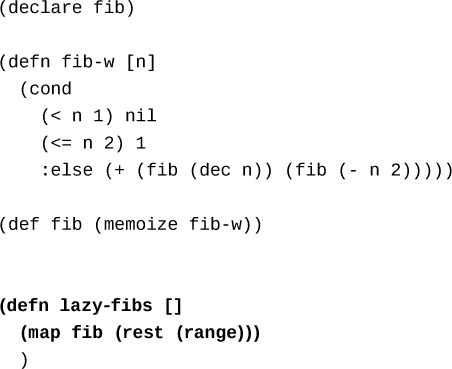 (declare fib)
(defn fib-w [n]
(cond
(< n 1) nil
(<= n 2) 1
:else (+ (fib (dec n)) (fib (- n 2)))))
(def fib (memoize fib-w))
(defn lazy-fibs []
(map fib (rest (range)))
)